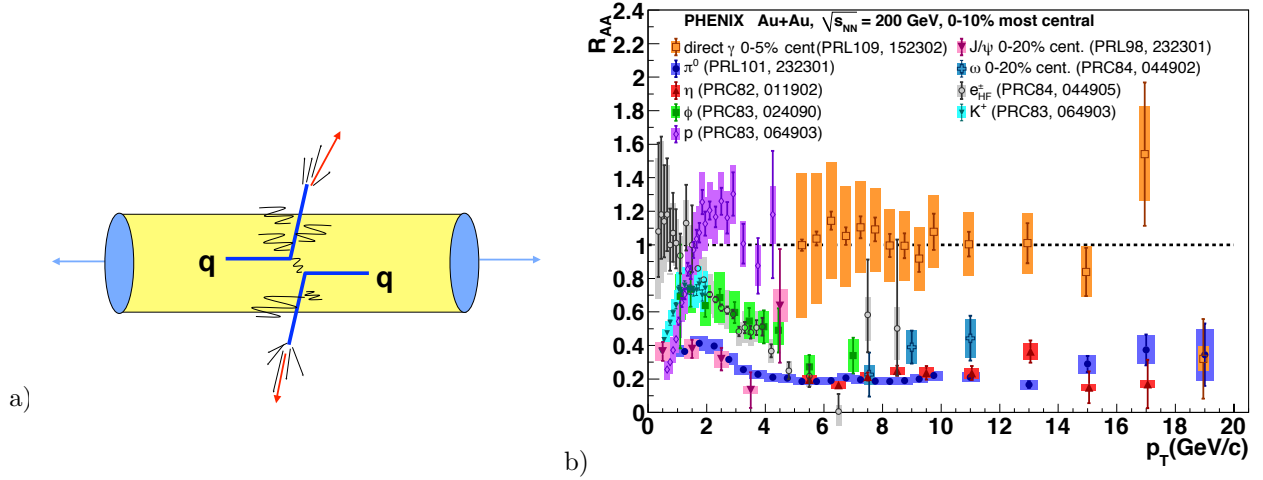 q
q
a)
PHENIX Au+Au, √s_NN = 200 GeV, 0-10% most central
direct γ 0-5% cent(PRL109, 152302)
π⁰ (PRL101, 232301)
η (PRC82, 011902)
ϕ (PRC83, 024090)
p (PRC83, 064903)
J/ψ 0-20% cent. (PRL98, 232301)
ω 0-20% cent. (PRC84, 044902)
e±HF (PRC84, 044905)
K⁺ (PRC83, 064903)
R_AA
2.4
2.2
2
1.8
1.6
1.4
1.2
1
0.8
0.6
0.4
0.2
0
0 2 4 6 8 10 12 14 16 18 20
p_T(GeV/c)
b)